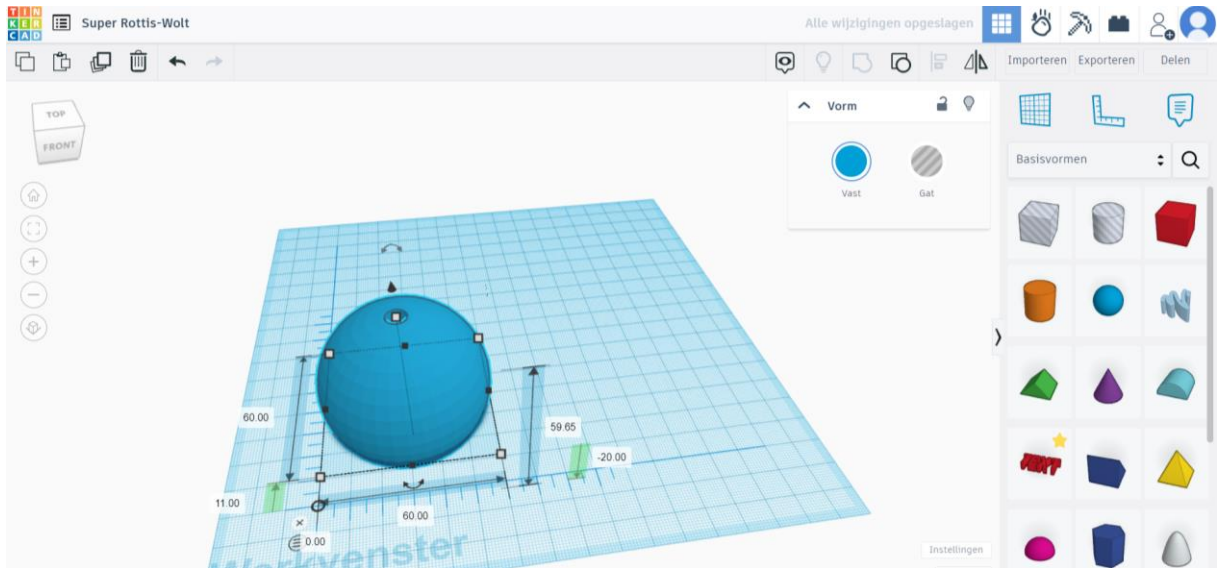 TIN
KER
CAD
Super Rottis-Wolt
Alle wijzigingen opgeslagen
Importeren
Exporteren
Delen
TOP
FRONT
Vorm
Vast
Gat
Basisvormen
60.00
59.65
-20.00
11.00
60.00
0.00
Werkvenster
TEXT
Instellingen